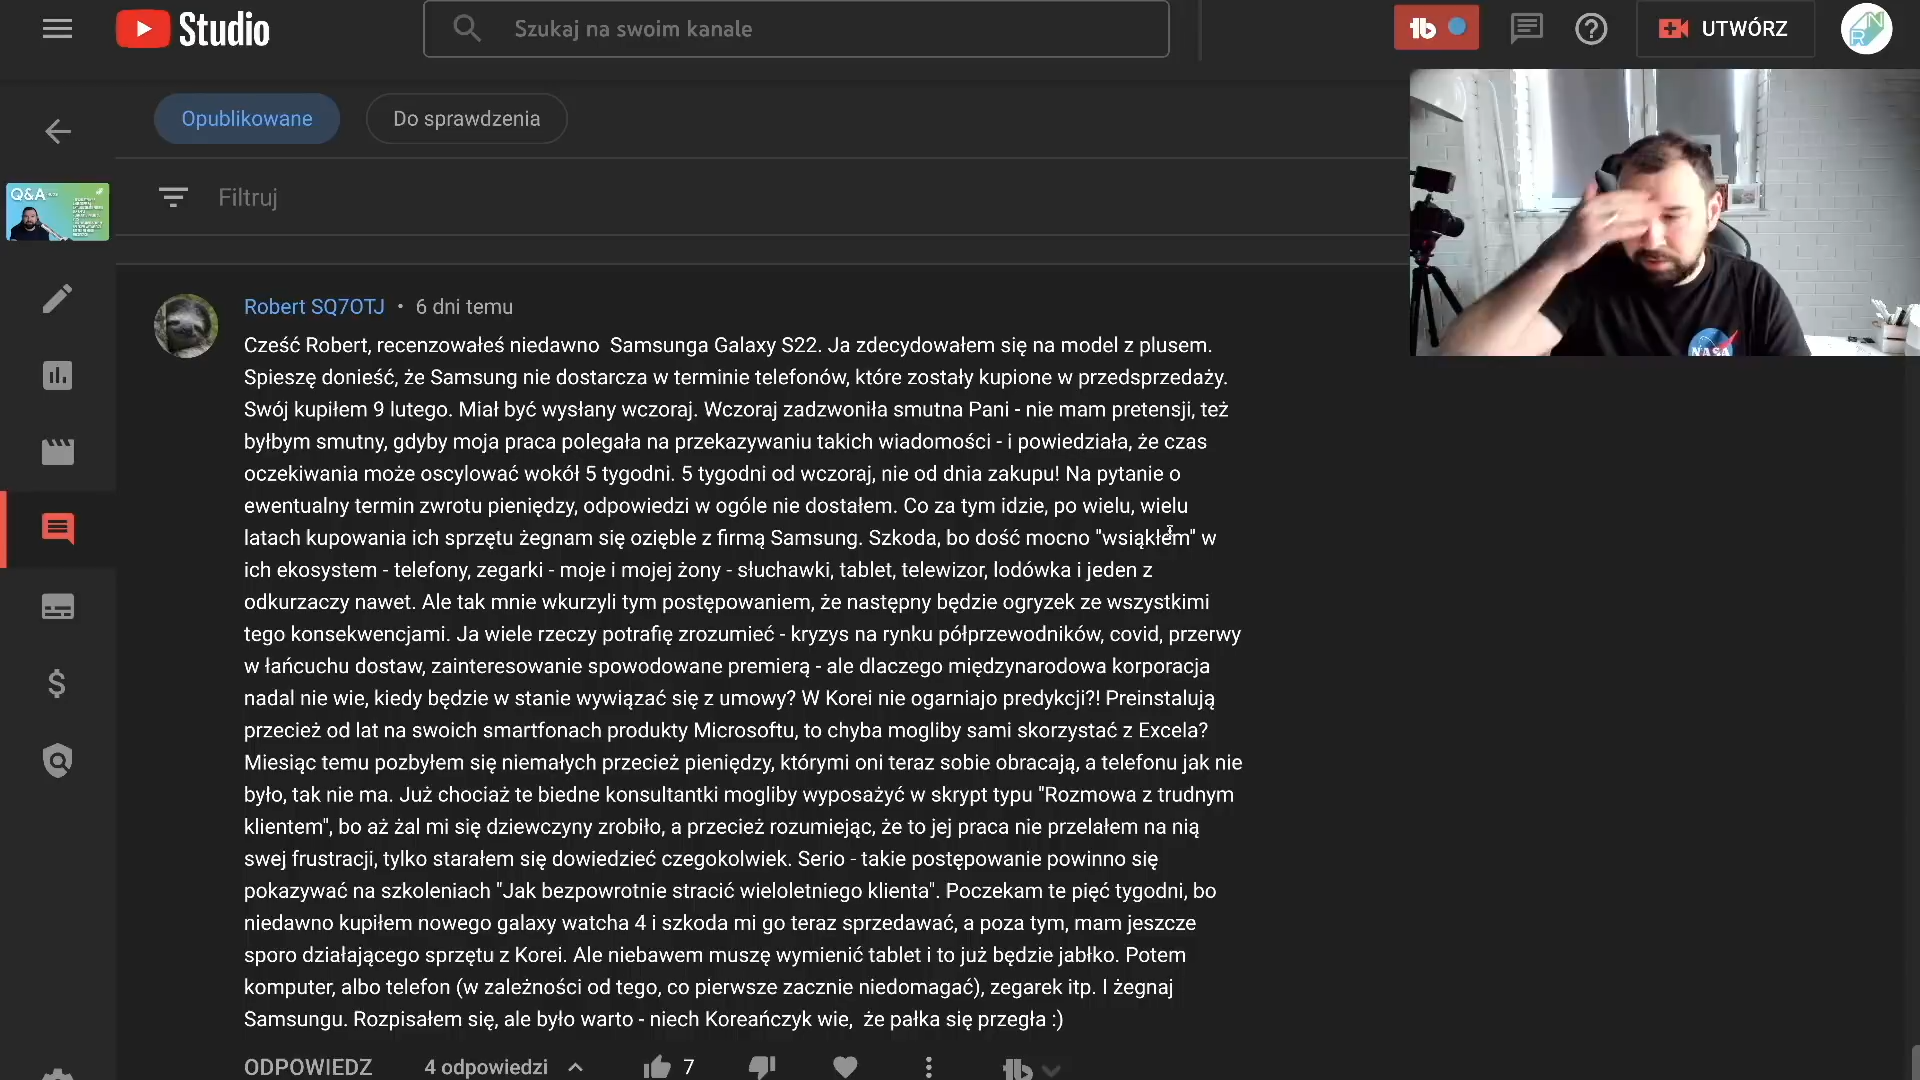 Studio
Szukaj na swoim kanale
UTWÓRZ
Opublikowane
Do sprawdzenia
Filtruj
Q&A
Robert SQ7OTJ • 6 dni temu
Cześć Robert, recenzowałeś niedawno  Samsunga Galaxy S22. Ja zdecydowałem się na model z plusem.
Spieszę donieść, że Samsung nie dostarcza w terminie telefonów, które zostały kupione w przedsprzedaży.
Swój kupiłem 9 lutego. Miał być wysłany wczoraj. Wczoraj zadzwoniła smutna Pani - nie mam pretensji, też
byłbym smutny, gdyby moja praca polegała na przekazywaniu takich wiadomości - i powiedziała, że czas
oczekiwania może oscylować wokół 5 tygodni. 5 tygodni od wczoraj, nie od dnia zakupu! Na pytanie o
ewentualny termin zwrotu pieniędzy, odpowiedzi w ogóle nie dostałem. Co za tym idzie, po wielu, wielu
latach kupowania ich sprzętu żegnam się ozięble z firmą Samsung. Szkoda, bo dość mocno "wsiąkłem" w
ich ekosystem - telefony, zegarki - moje i mojej żony - słuchawki, tablet, telewizor, lodówka i jeden z
odkurzaczy nawet. Ale tak mnie wkurzyli tym postępowaniem, że następny będzie ogryzek ze wszystkimi
tego konsekwencjami. Ja wiele rzeczy potrafię zrozumieć - kryzys na rynku półprzewodników, covid, przerwy
w łańcuchu dostaw, zainteresowanie spowodowane premierą - ale dlaczego międzynarodowa korporacja
nadal nie wie, kiedy będzie w stanie wywiązać się z umowy? W Korei nie ogarniajo predykcji?! Preinstalują
przecież od lat na swoich smartfonach produkty Microsoftu, to chyba mogliby sami skorzystać z Excela?
Miesiąc temu pozbyłem się niemałych przecież pieniędzy, którymi oni teraz sobie obracają, a telefonu jak nie
było, tak nie ma. Już chociaż te biedne konsultantki mogliby wyposażyć w skrypt typu "Rozmowa z trudnym
klientem", bo aż żal mi się dziewczyny zrobiło, a przecież rozumiejąc, że to jej praca nie przelałem na nią
swej frustracji, tylko starałem się dowiedzieć czegokolwiek. Serio - takie postępowanie powinno się
pokazywać na szkoleniach "Jak bezpowrotnie stracić wieloletniego klienta". Poczekam te pięć tygodni, bo
niedawno kupiłem nowego galaxy watcha 4 i szkoda mi go teraz sprzedawać, a poza tym, mam jeszcze
sporo działającego sprzętu z Korei. Ale niebawem muszę wymienić tablet i to już będzie jabłko. Potem
komputer, albo telefon (w zależności od tego, co pierwsze zacznie niedomagać), zegarek itp. I żegnaj
Samsungu. Rozpisałem się, ale było warto - niech Koreańczyk wie,  że pałka się przegła :)
ODPOWIEDZ
4 odpowiedzi
7
NASA